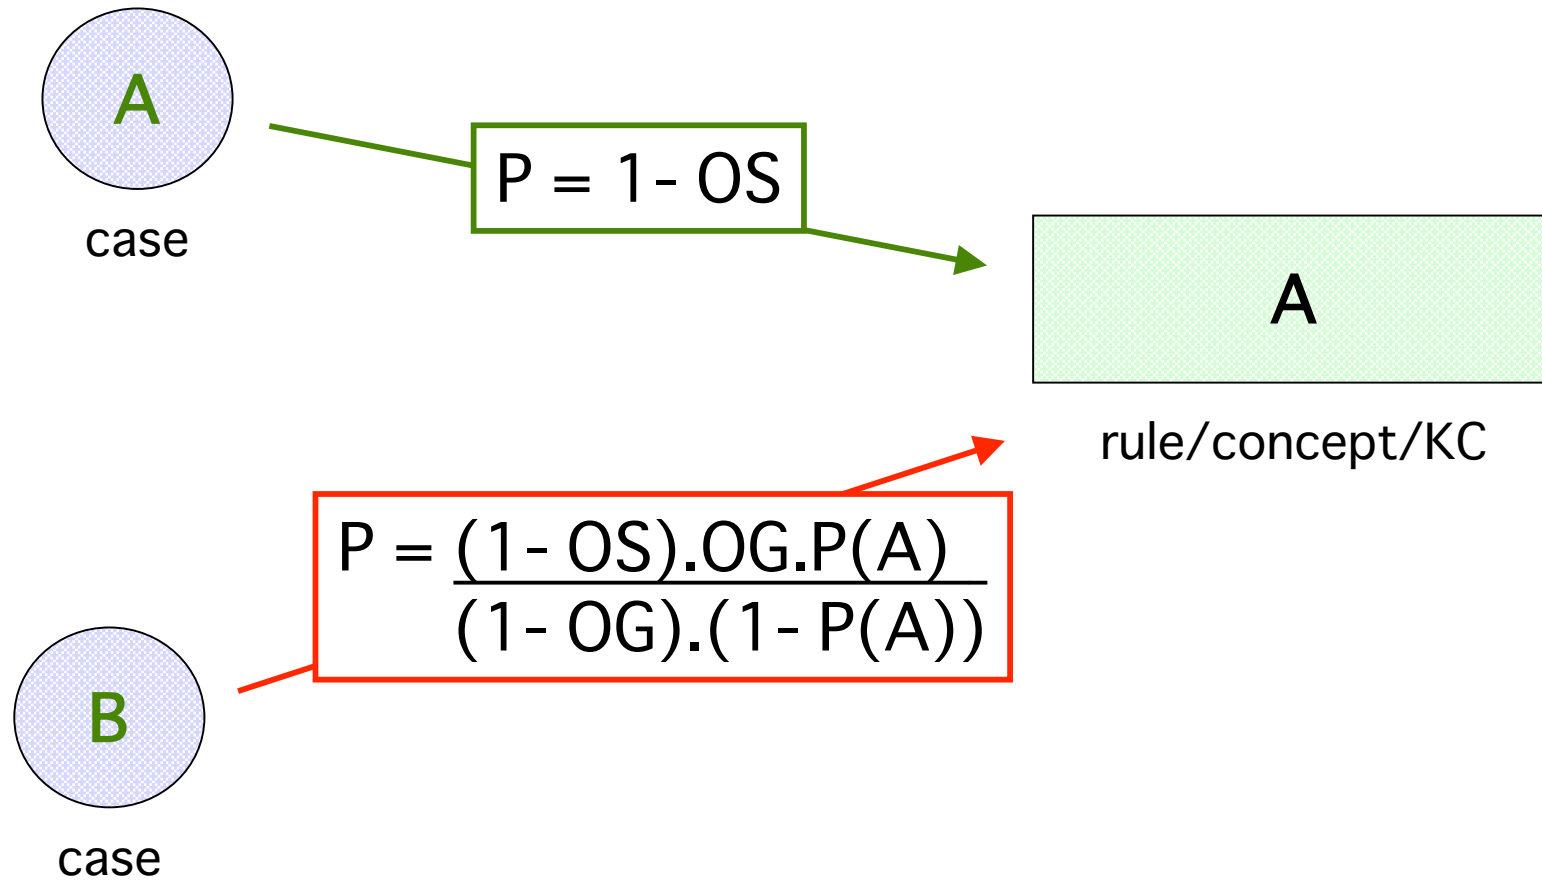 A
case
P = 1- OS
A
rule/concept/KC
P = (1- OS).OG.P(A)
(1- OG).(1- P(A))
B
case